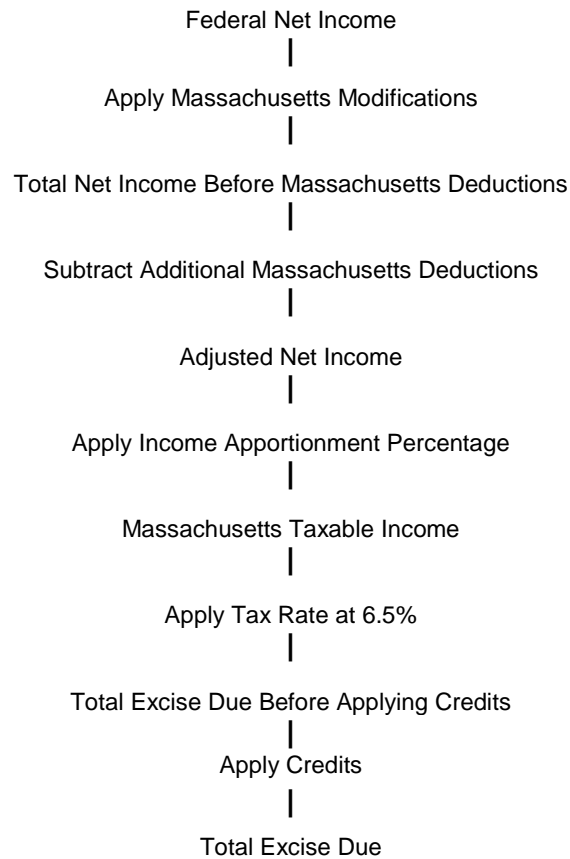 Federal Net Income
Apply Massachusetts Modifications
Total Net Income Before Massachusetts Deductions
Subtract Additional Massachusetts Deductions
Adjusted Net Income
Apply Income Apportionment Percentage
Massachusetts Taxable Income
Apply Tax Rate at 6.5%
Total Excise Due Before Applying Credits
Apply Credits
Total Excise Due